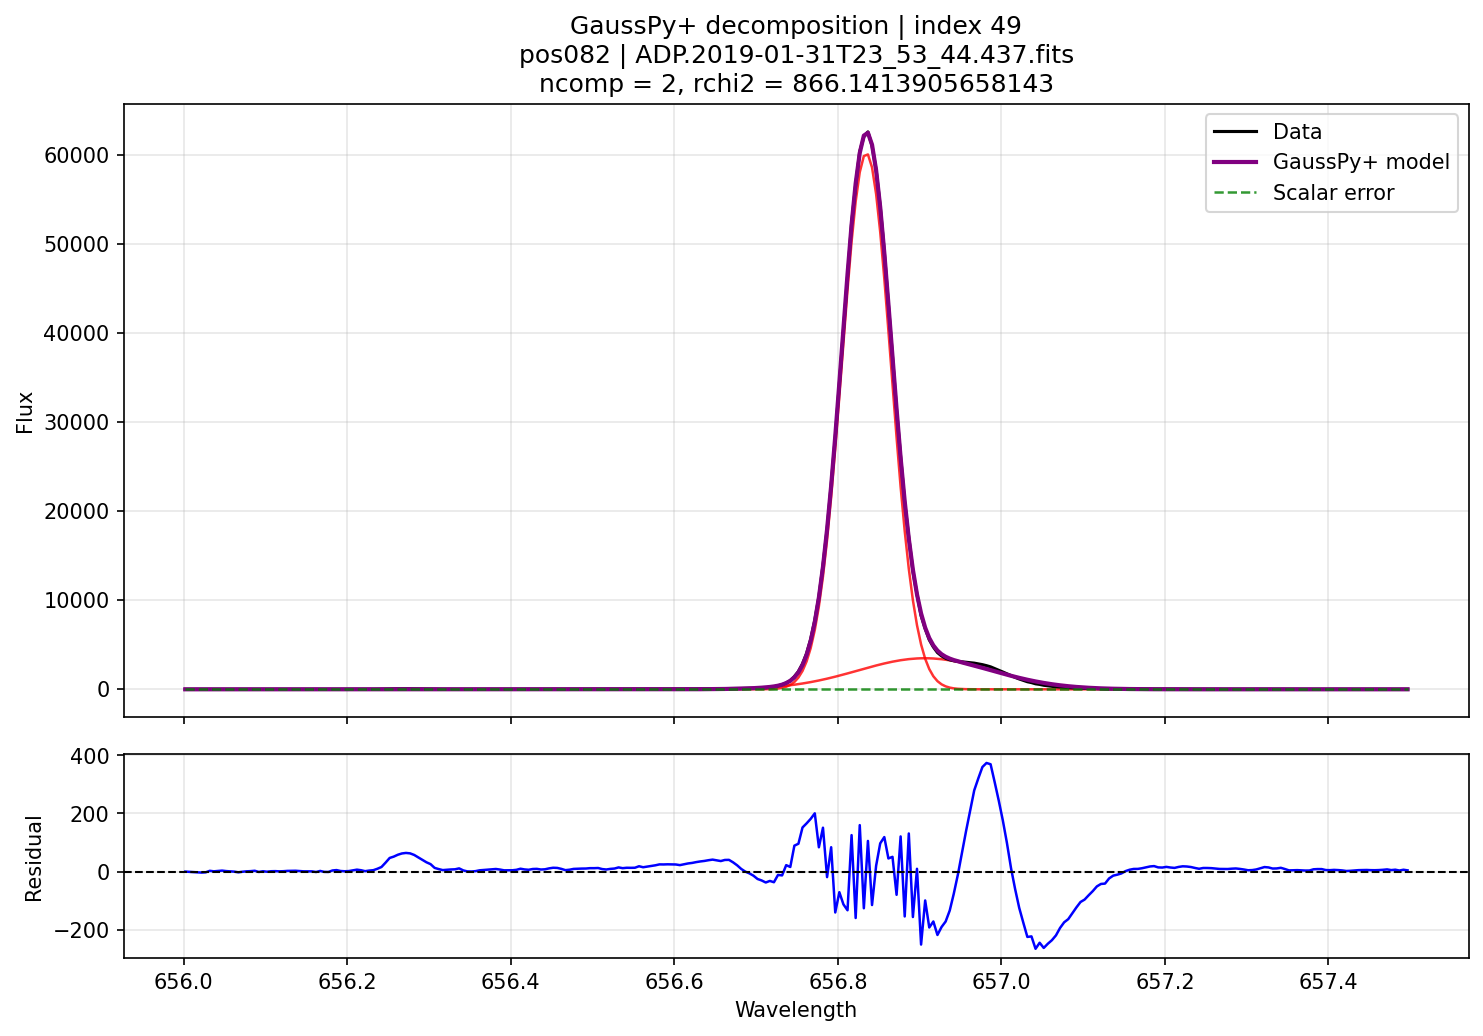 GaussPy+ decomposition | index 49
pos082 | ADP.2019-01-31T23_53_44.437.fits
ncomp = 2, rchi2 = 866.1413905658143
Data
GaussPy+ model
Scalar error
60000
50000
40000
30000
20000
10000
0
Flux
400
200
0
−200
Residual
656.0 656.2 656.4 656.6 656.8 657.0 657.2 657.4
Wavelength